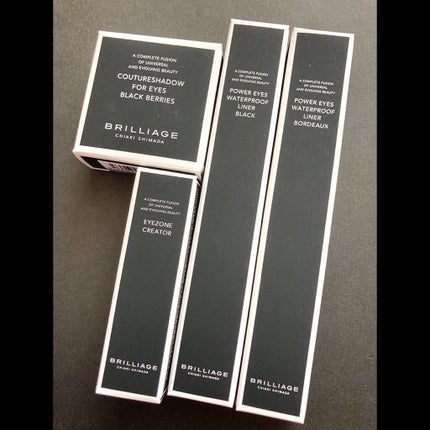 A COMPLETE FUSION
OF UNIVERSAL
AND EVOLVING BEAUTY
COUTURESHADOW
FOR EYES
BLACK BERRIES
BRILLIAGE
CHIAKI SHIMADA
A COMPLETE FUSION
OF UNIVERSAL
AND EVOLVING BEAUTY
EYEZONE
CREATOR
BRILLIAGE
CHIAKI SHIMADA
A COMPLETE FUSION
OF UNIVERSAL
AND EVOLVING BEAUTY
POWER EYES
WATERPROOF
LINER
BLACK
BRILLIAGE
CHIAKI SHIMADA
A COMPLETE FUSION
OF UNIVERSAL
AND EVOLVING BEAUTY
POWER EYES
WATERPROOF
LINER
BORDEAUX
BRILLIAGE
CHIAKI SHIMADA